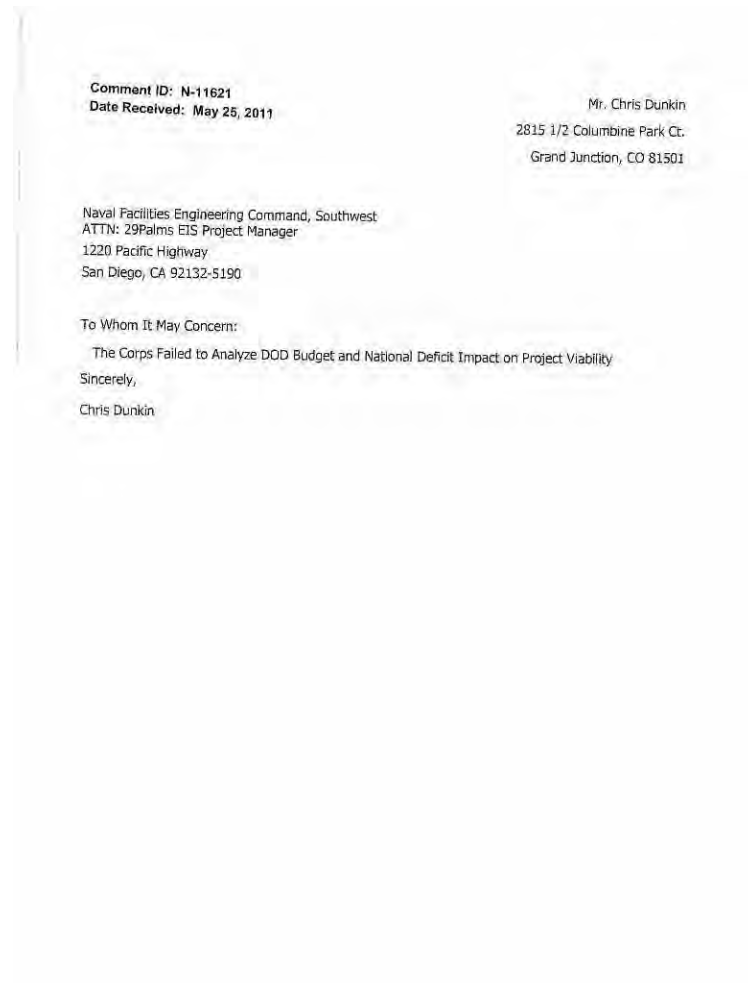 Comment ID: N-11621
Date Received: May 25, 2011
Mr. Chris Dunkin
2815 1/2 Columbine Park Ct.
Grand Junction, CO 81501
Naval Facilities Engineering Command, Southwest
ATTN: 29Palms EIS Project Manager
1220 Pacific Highway
San Diego, CA 92132-5190
To Whom It May Concern:
The Corps Failed to Analyze DOD Budget and National Deficit Impact on Project Viability
Sincerely,
Chris Dunkin